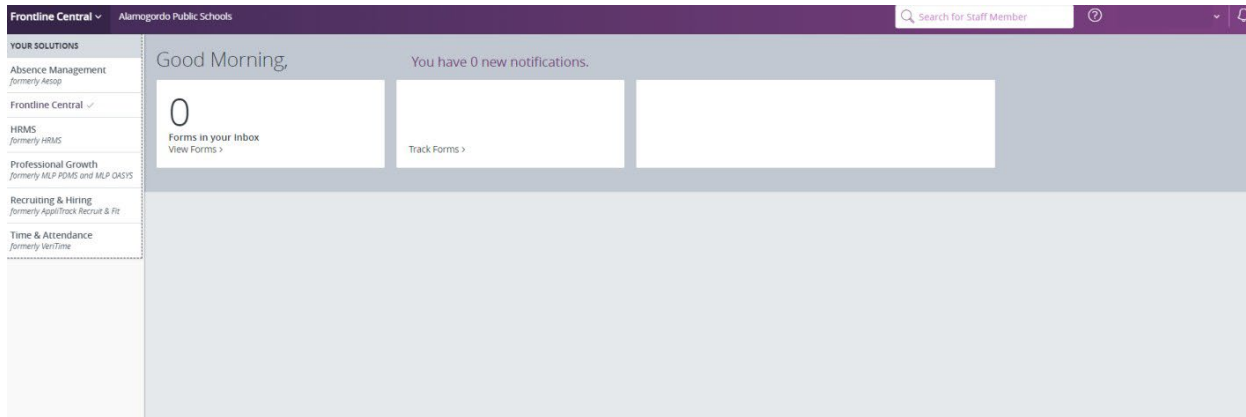 Frontline Central
Alamogordo Public Schools
Search for Staff Member
YOUR SOLUTIONS
Absence Management
formerly Aesop
Frontline Central
HRMS
formerly HRMS
Professional Growth
formerly MLP PDMS and MLP OASYS
Recruiting & Hiring
formerly AppliTrack Recruit & Fit
Time & Attendance
formerly VeriTime
Good Morning,
You have 0 new notifications.
0
Forms in your Inbox
View Forms >
Track Forms >